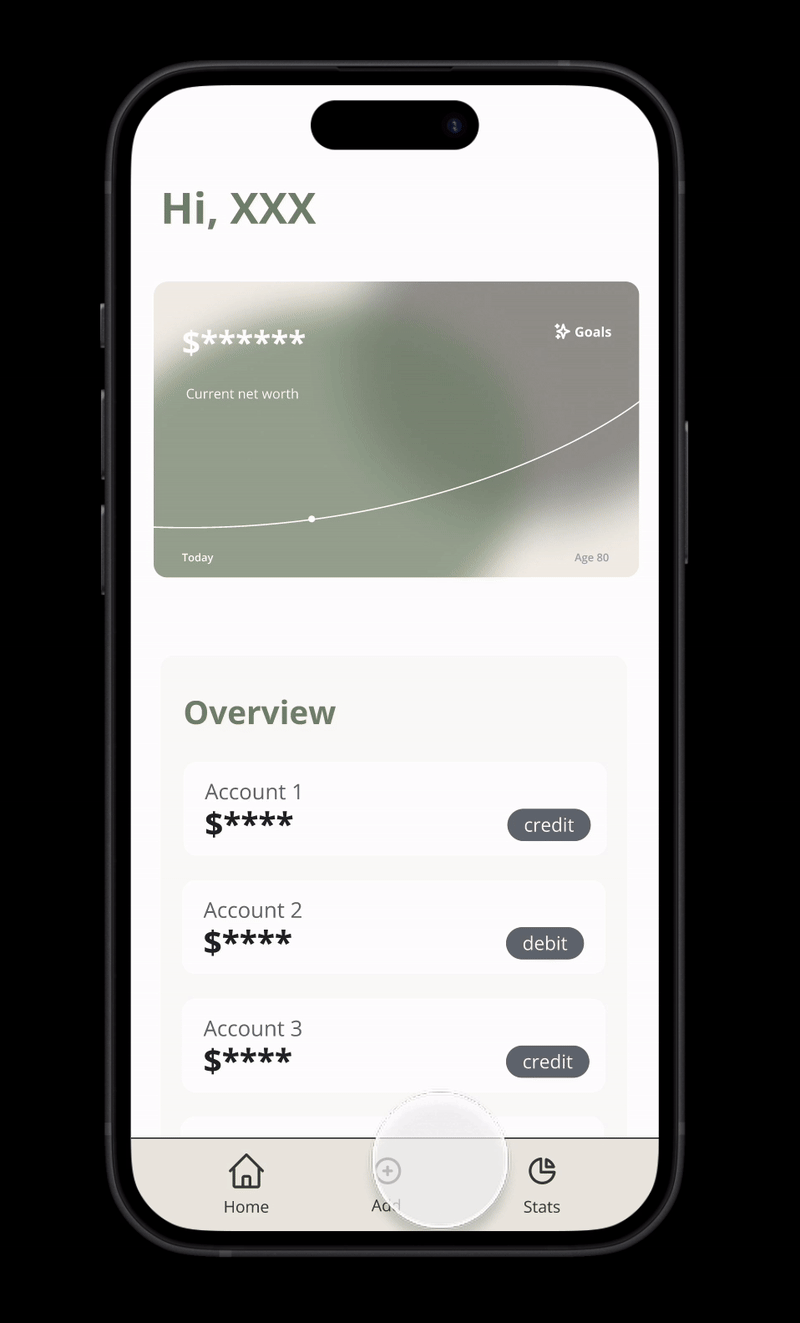 Hi, XXX
$******
Goals
Current net worth
Today
Age 80
Overview
Account 1
$****
credit
Account 2
$****
debit
Account 3
$****
credit
Home
Add
Stats